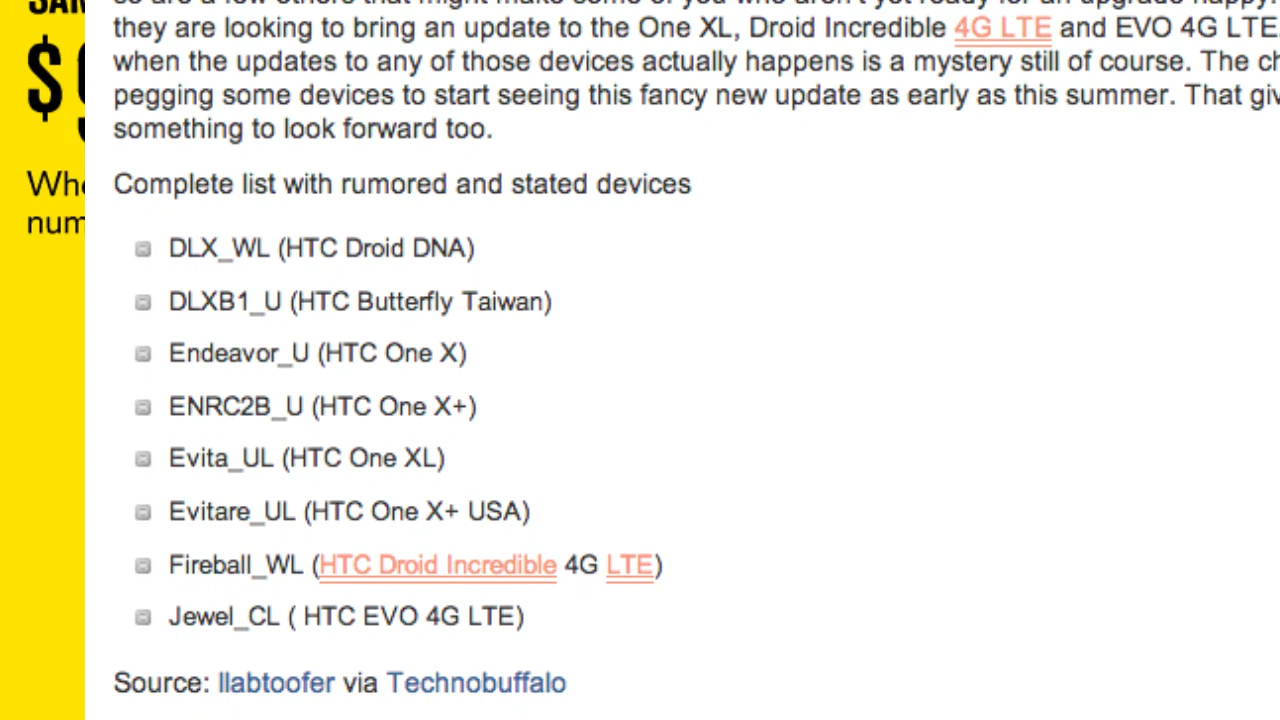 they are looking to bring an update to the One XL, Droid Incredible 4G LTE and EVO 4G LTE.
when the updates to any of those devices actually happens is a mystery still of course. The
pegging some devices to start seeing this fancy new update as early as this summer. That
something to look forward too.
$
Complete list with rumored and stated devices
DLX_WL (HTC Droid DNA)
DLXB1_U (HTC Butterfly Taiwan)
Endeavor_U (HTC One X)
ENRC2B_U (HTC One X+)
Evita_UL (HTC One XL)
Evitare_UL (HTC One X+ USA)
Fireball_WL (HTC Droid Incredible 4G LTE)
Jewel_CL ( HTC EVO 4G LTE)
Source: llabtoofer via Technobuffalo